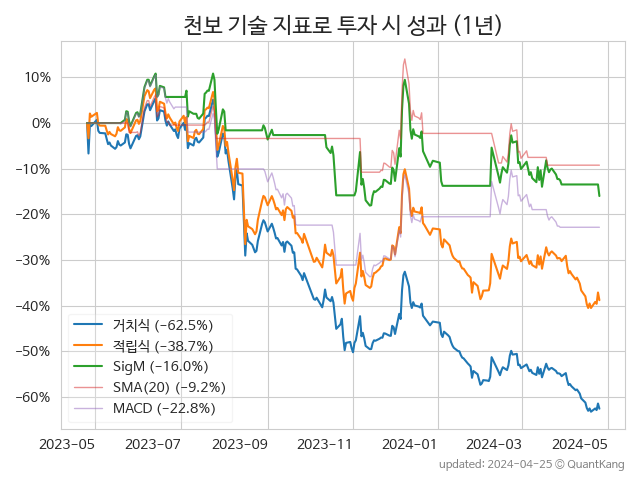 천보 기술 지표로 투자 시 성과 (1년)
10%
0%
−10%
−20%
−30%
−40%
−50%
−60%
거치식 (−62.5%)
적립식 (−38.7%)
SigM (−16.0%)
SMA(20) (−9.2%)
MACD (−22.8%)
2023−05 2023−07 2023−09 2023−11 2024−01 2024−03 2024−05
updated: 2024−04−25 © QuantKang